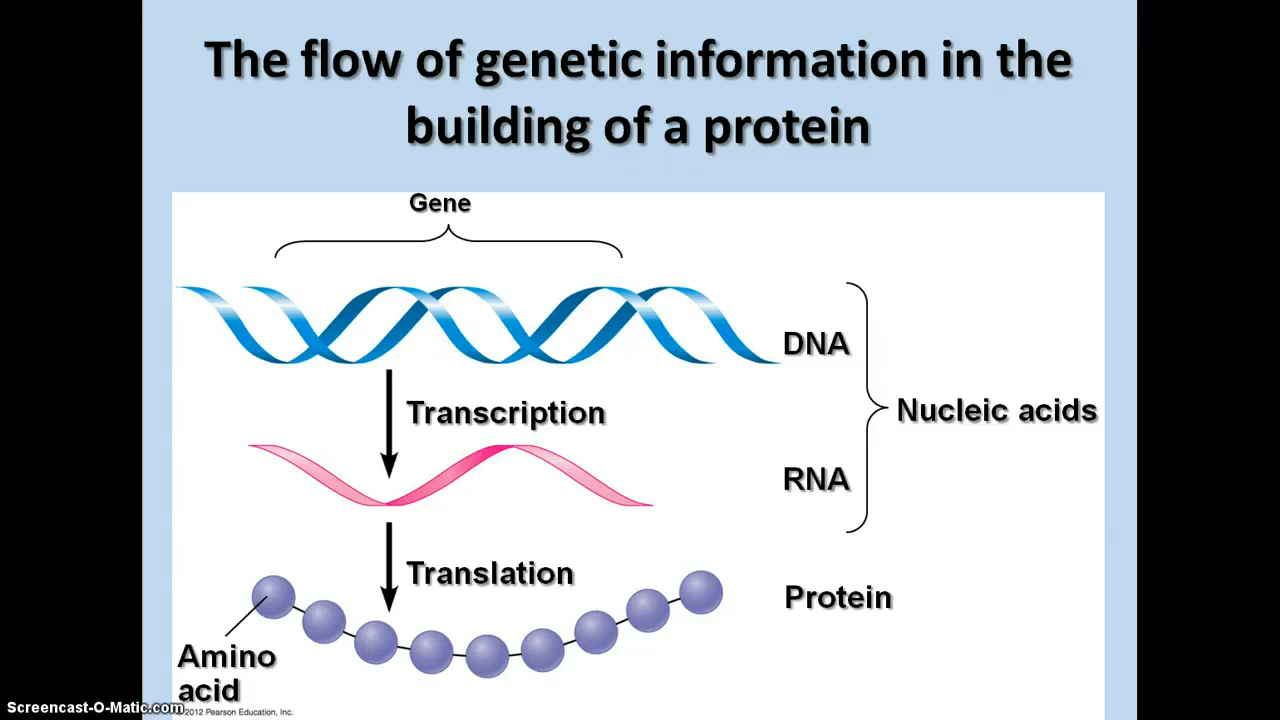 The flow of genetic information in the
building of a protein
Gene
DNA
Transcription
Nucleic acids
RNA
Translation
Protein
Amino
acid
Screencast-O-Matic.com
©2012 Pearson Education, Inc.